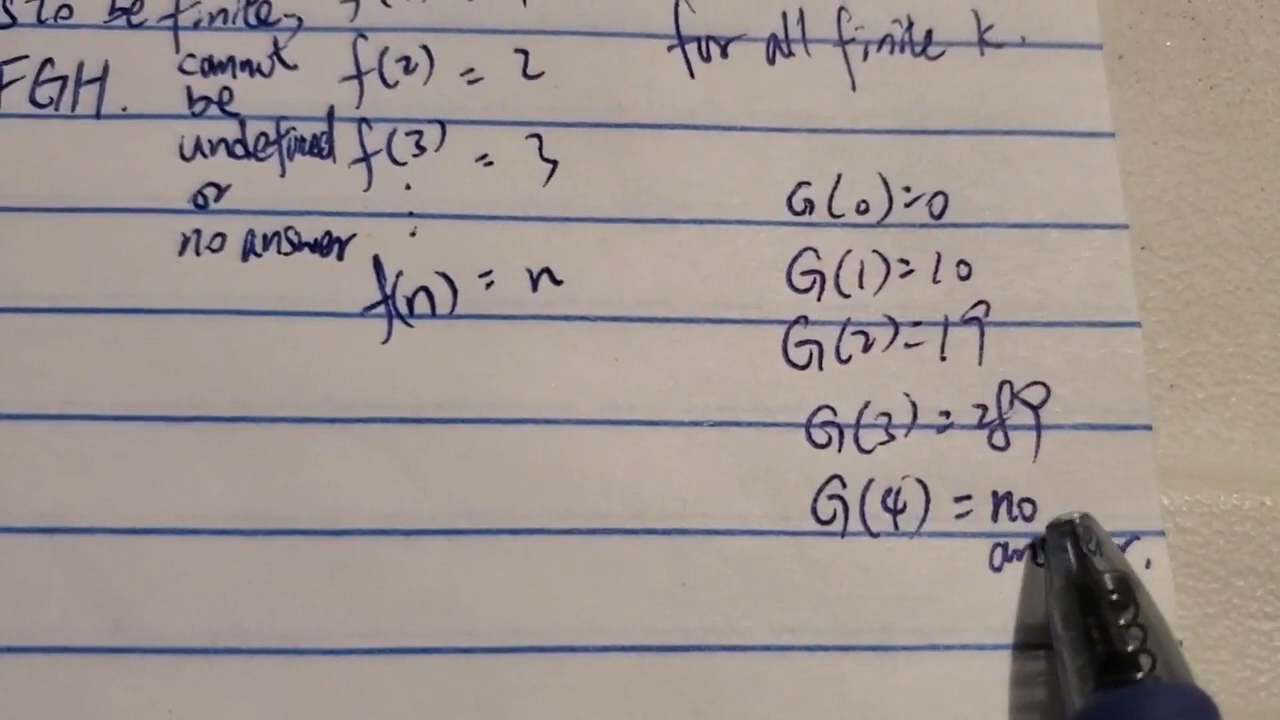 s to be finite,
for all finite k.
FGH.
cannot f(2) = 2
be
undefined f(3) = 3
or
no answer
f(n) = n
G(0)=0
G(1)=10
G(2)=19
G(3)=289
G(4) = no